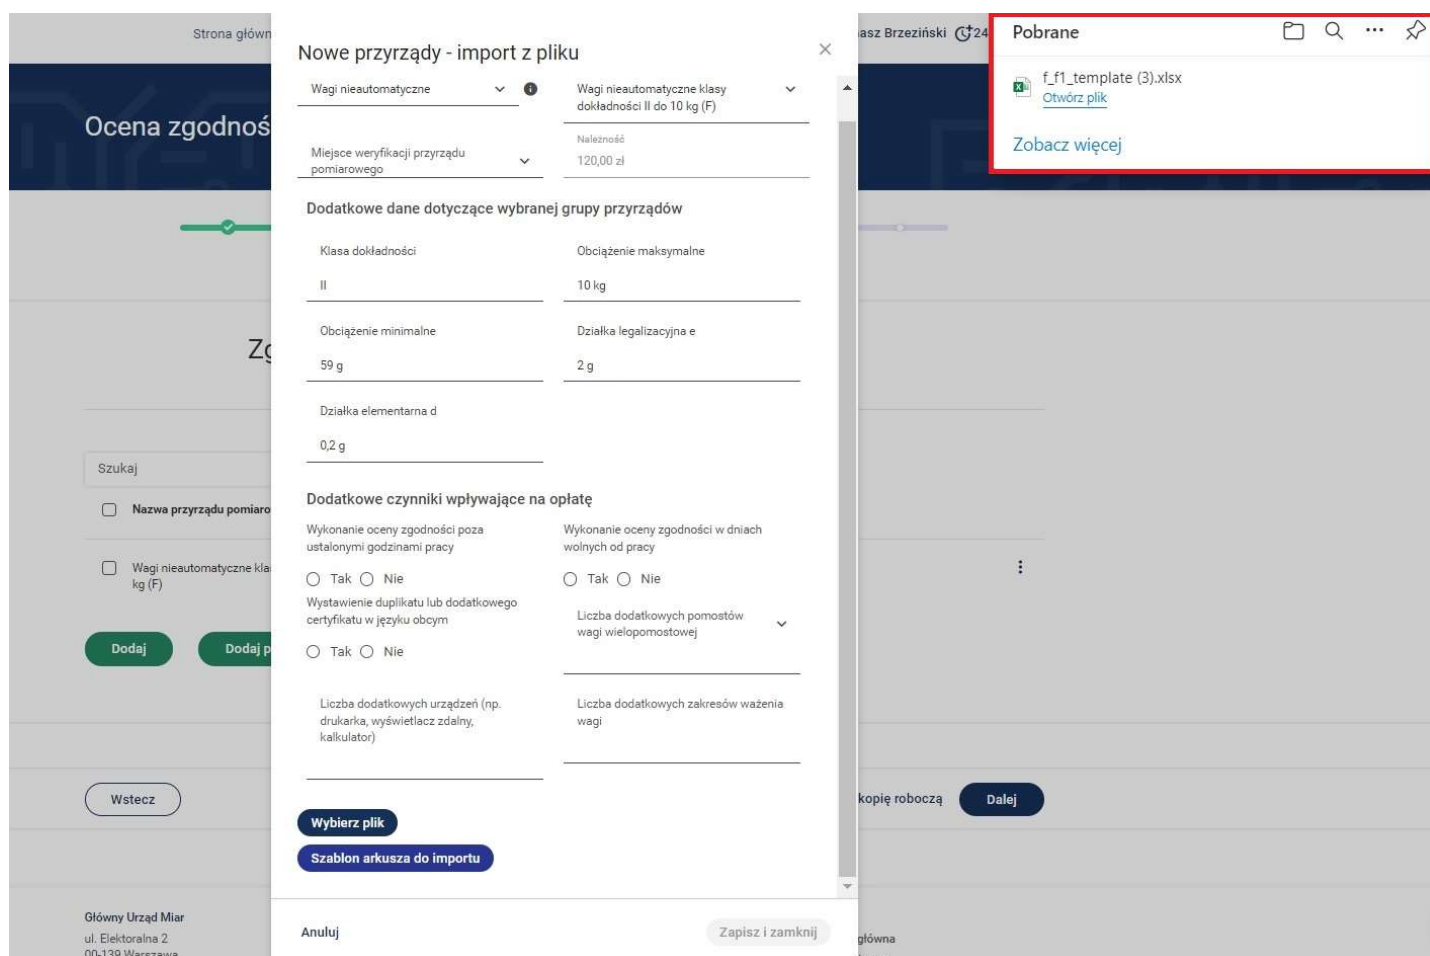 Strona główn
asz Brzeziński 24
Pobrane
f_f1_template (3).xlsx
Otwórz plik
Zobacz więcej
Ocena zgodnoś
Nowe przyrządy - import z pliku
Wagi nieautomatyczne
Wagi nieautomatyczne klasy
dokładności II do 10 kg (F)
Miejsce weryfikacji przyrządu
pomiarowego
Należność
120,00 zł
Dodatkowe dane dotyczące wybranej grupy przyrządów
Klasa dokładności
Obciążenie maksymalne
II
10 kg
Obciążenie minimalne
Działka legalizacyjna e
59 g
2 g
Działka elementarna d
0,2 g
Zg
Szukaj
Nazwa przyrządu pomiaro
Wagi nieautomatyczne kla
kg (F)
Dodaj
Dodaj p
Dodatkowe czynniki wpływające na opłatę
Wykonanie oceny zgodności poza
ustalonymi godzinami pracy
Wykonanie oceny zgodności w dniach
wolnych od pracy
Tak Nie
Tak Nie
Wystawienie duplikatu lub dodatkowego
certyfikatu w języku obcym
Liczba dodatkowych pomostów
wagi wielopomostowej
Tak Nie
Liczba dodatkowych urządzeń (np.
drukarka, wyświetlacz zdalny,
kalkulator)
Liczba dodatkowych zakresów ważenia
wagi
Wstecz
Wybierz plik
kopię roboczą
Dalej
Szablon arkusza do importu
Anuluj
Zapisz i zamknij
Główny Urząd Miar
ul. Elektoralna 2
00-139 Warszawa
główna